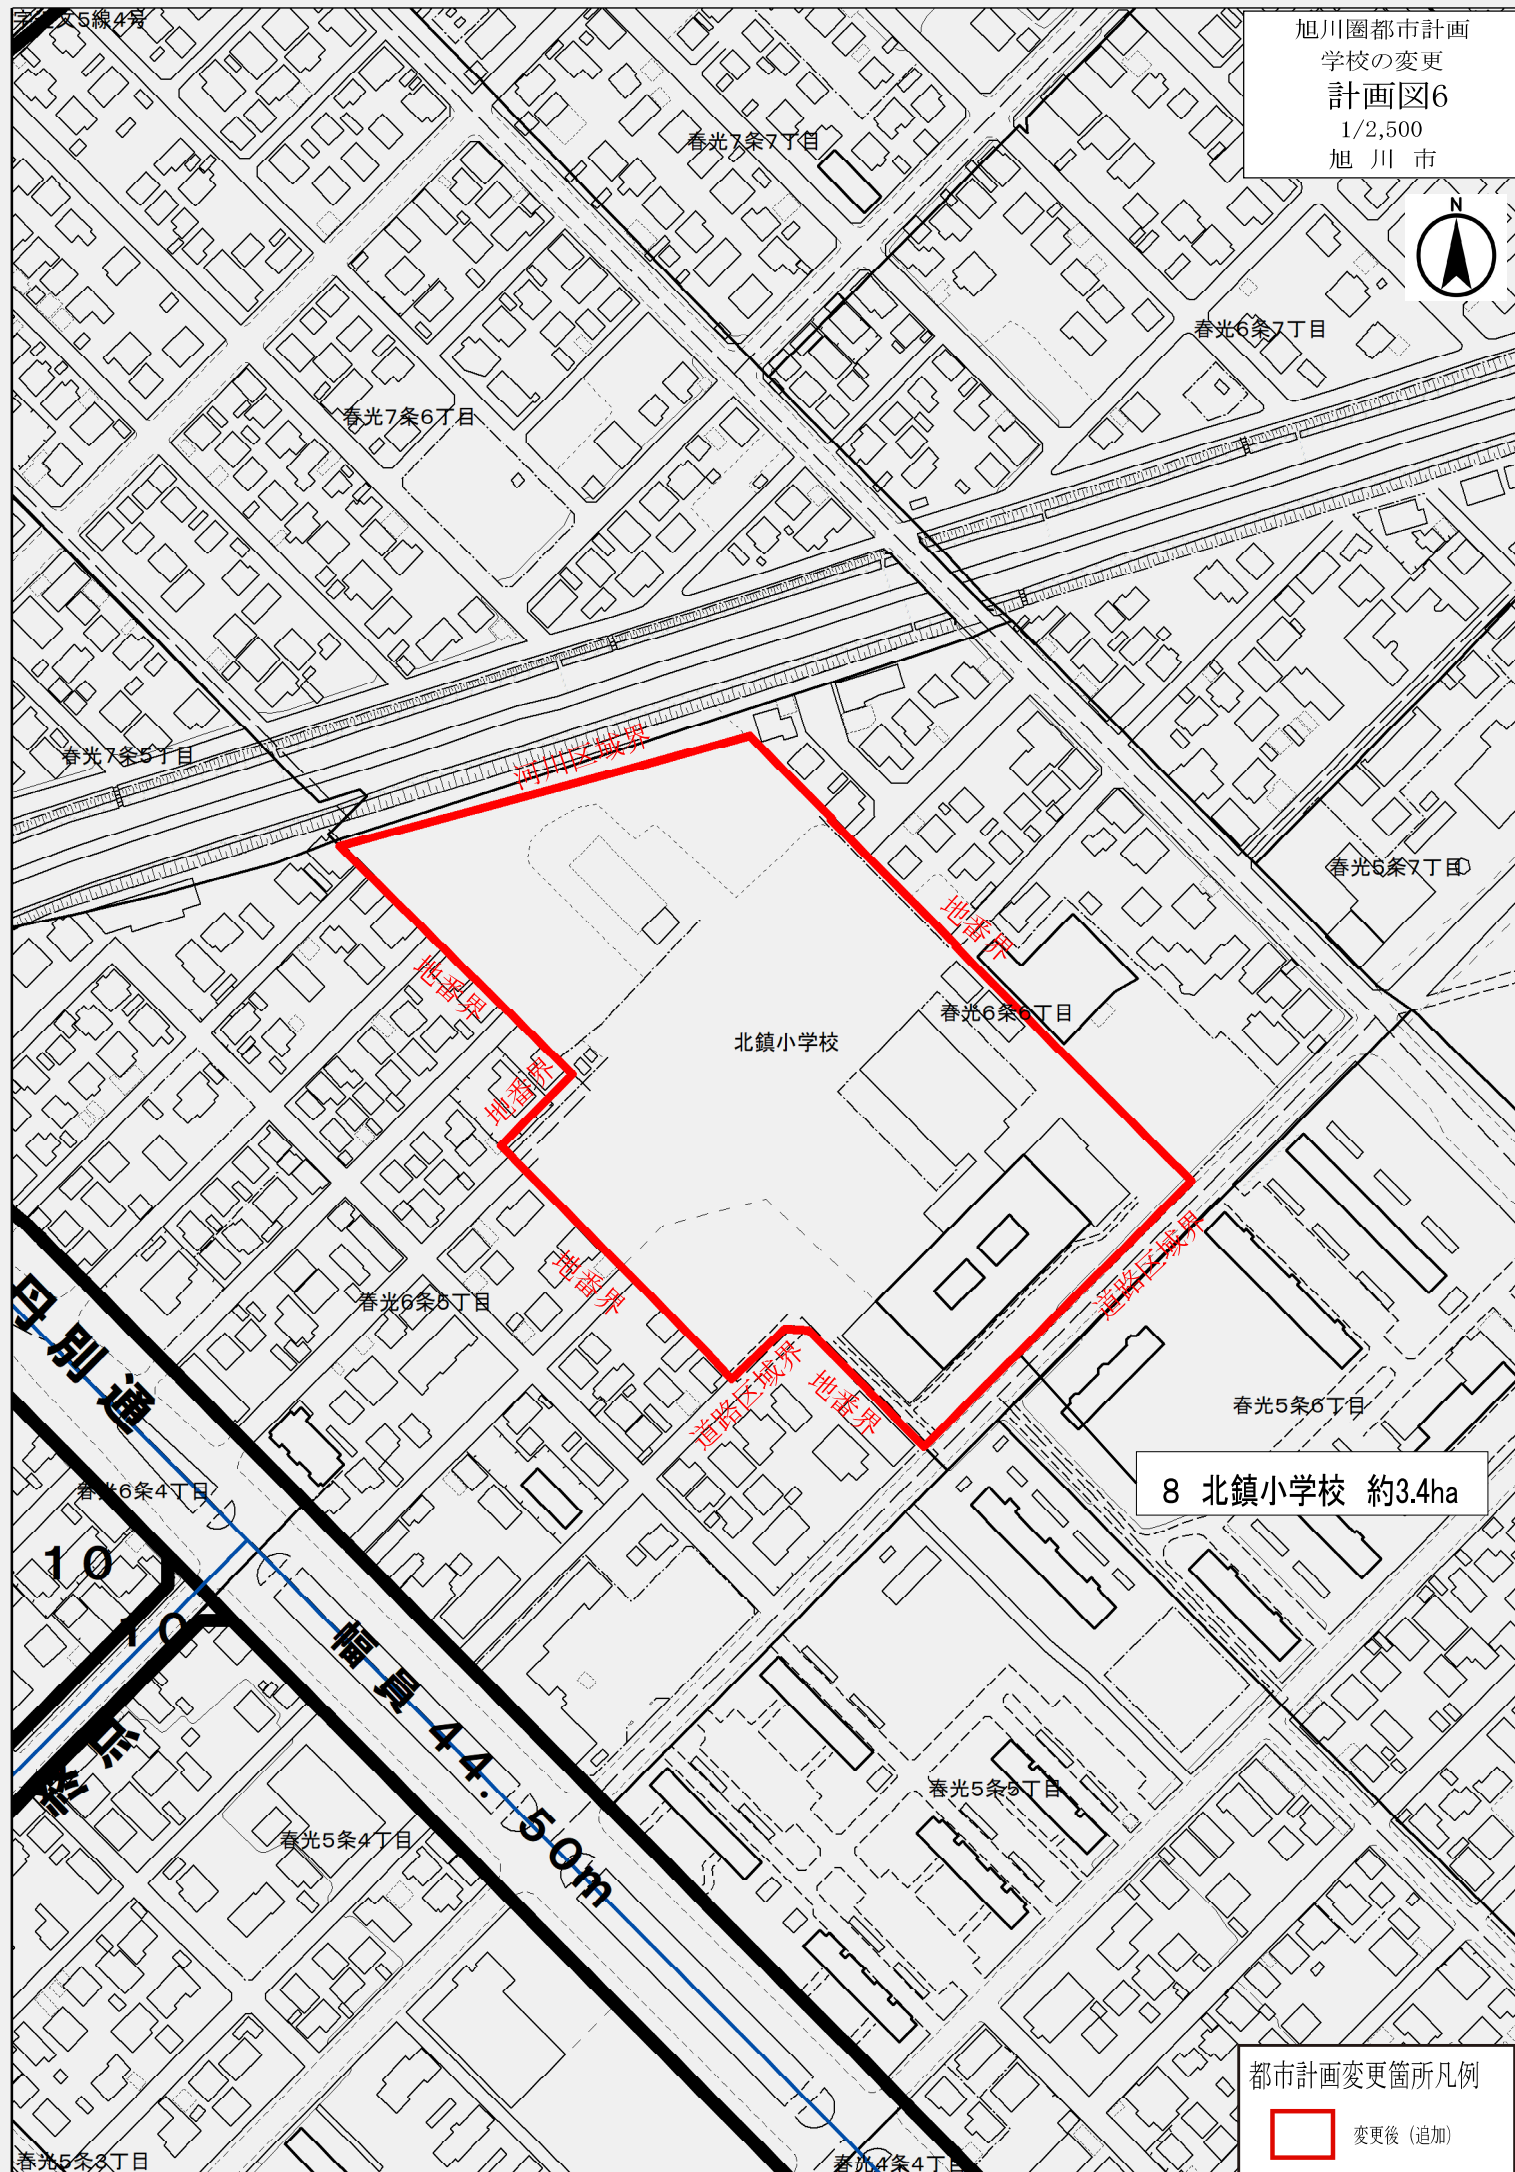 旭川圏都市計画
学校の変更
計画図6
1/2,500
旭 川 市
N
春光7条7丁目
春光6条7丁目
春光7条6丁目
春光7条5丁目
河川区域界
春光5条7丁目
地番界
地番界
春光6条6丁目
北鎮小学校
地番界
地番界
道路区域界
春光6条5丁目
道路区域界
地番界
春光5条6丁目
8 北鎮小学校 約3.4ha
丹別通
春光6条4丁目
10
10
終点
幅員 44.50m
春光5条5丁目
春光5条4丁目
春光5条3丁目
春光4条4丁目
都市計画変更箇所凡例
変更後(追加)